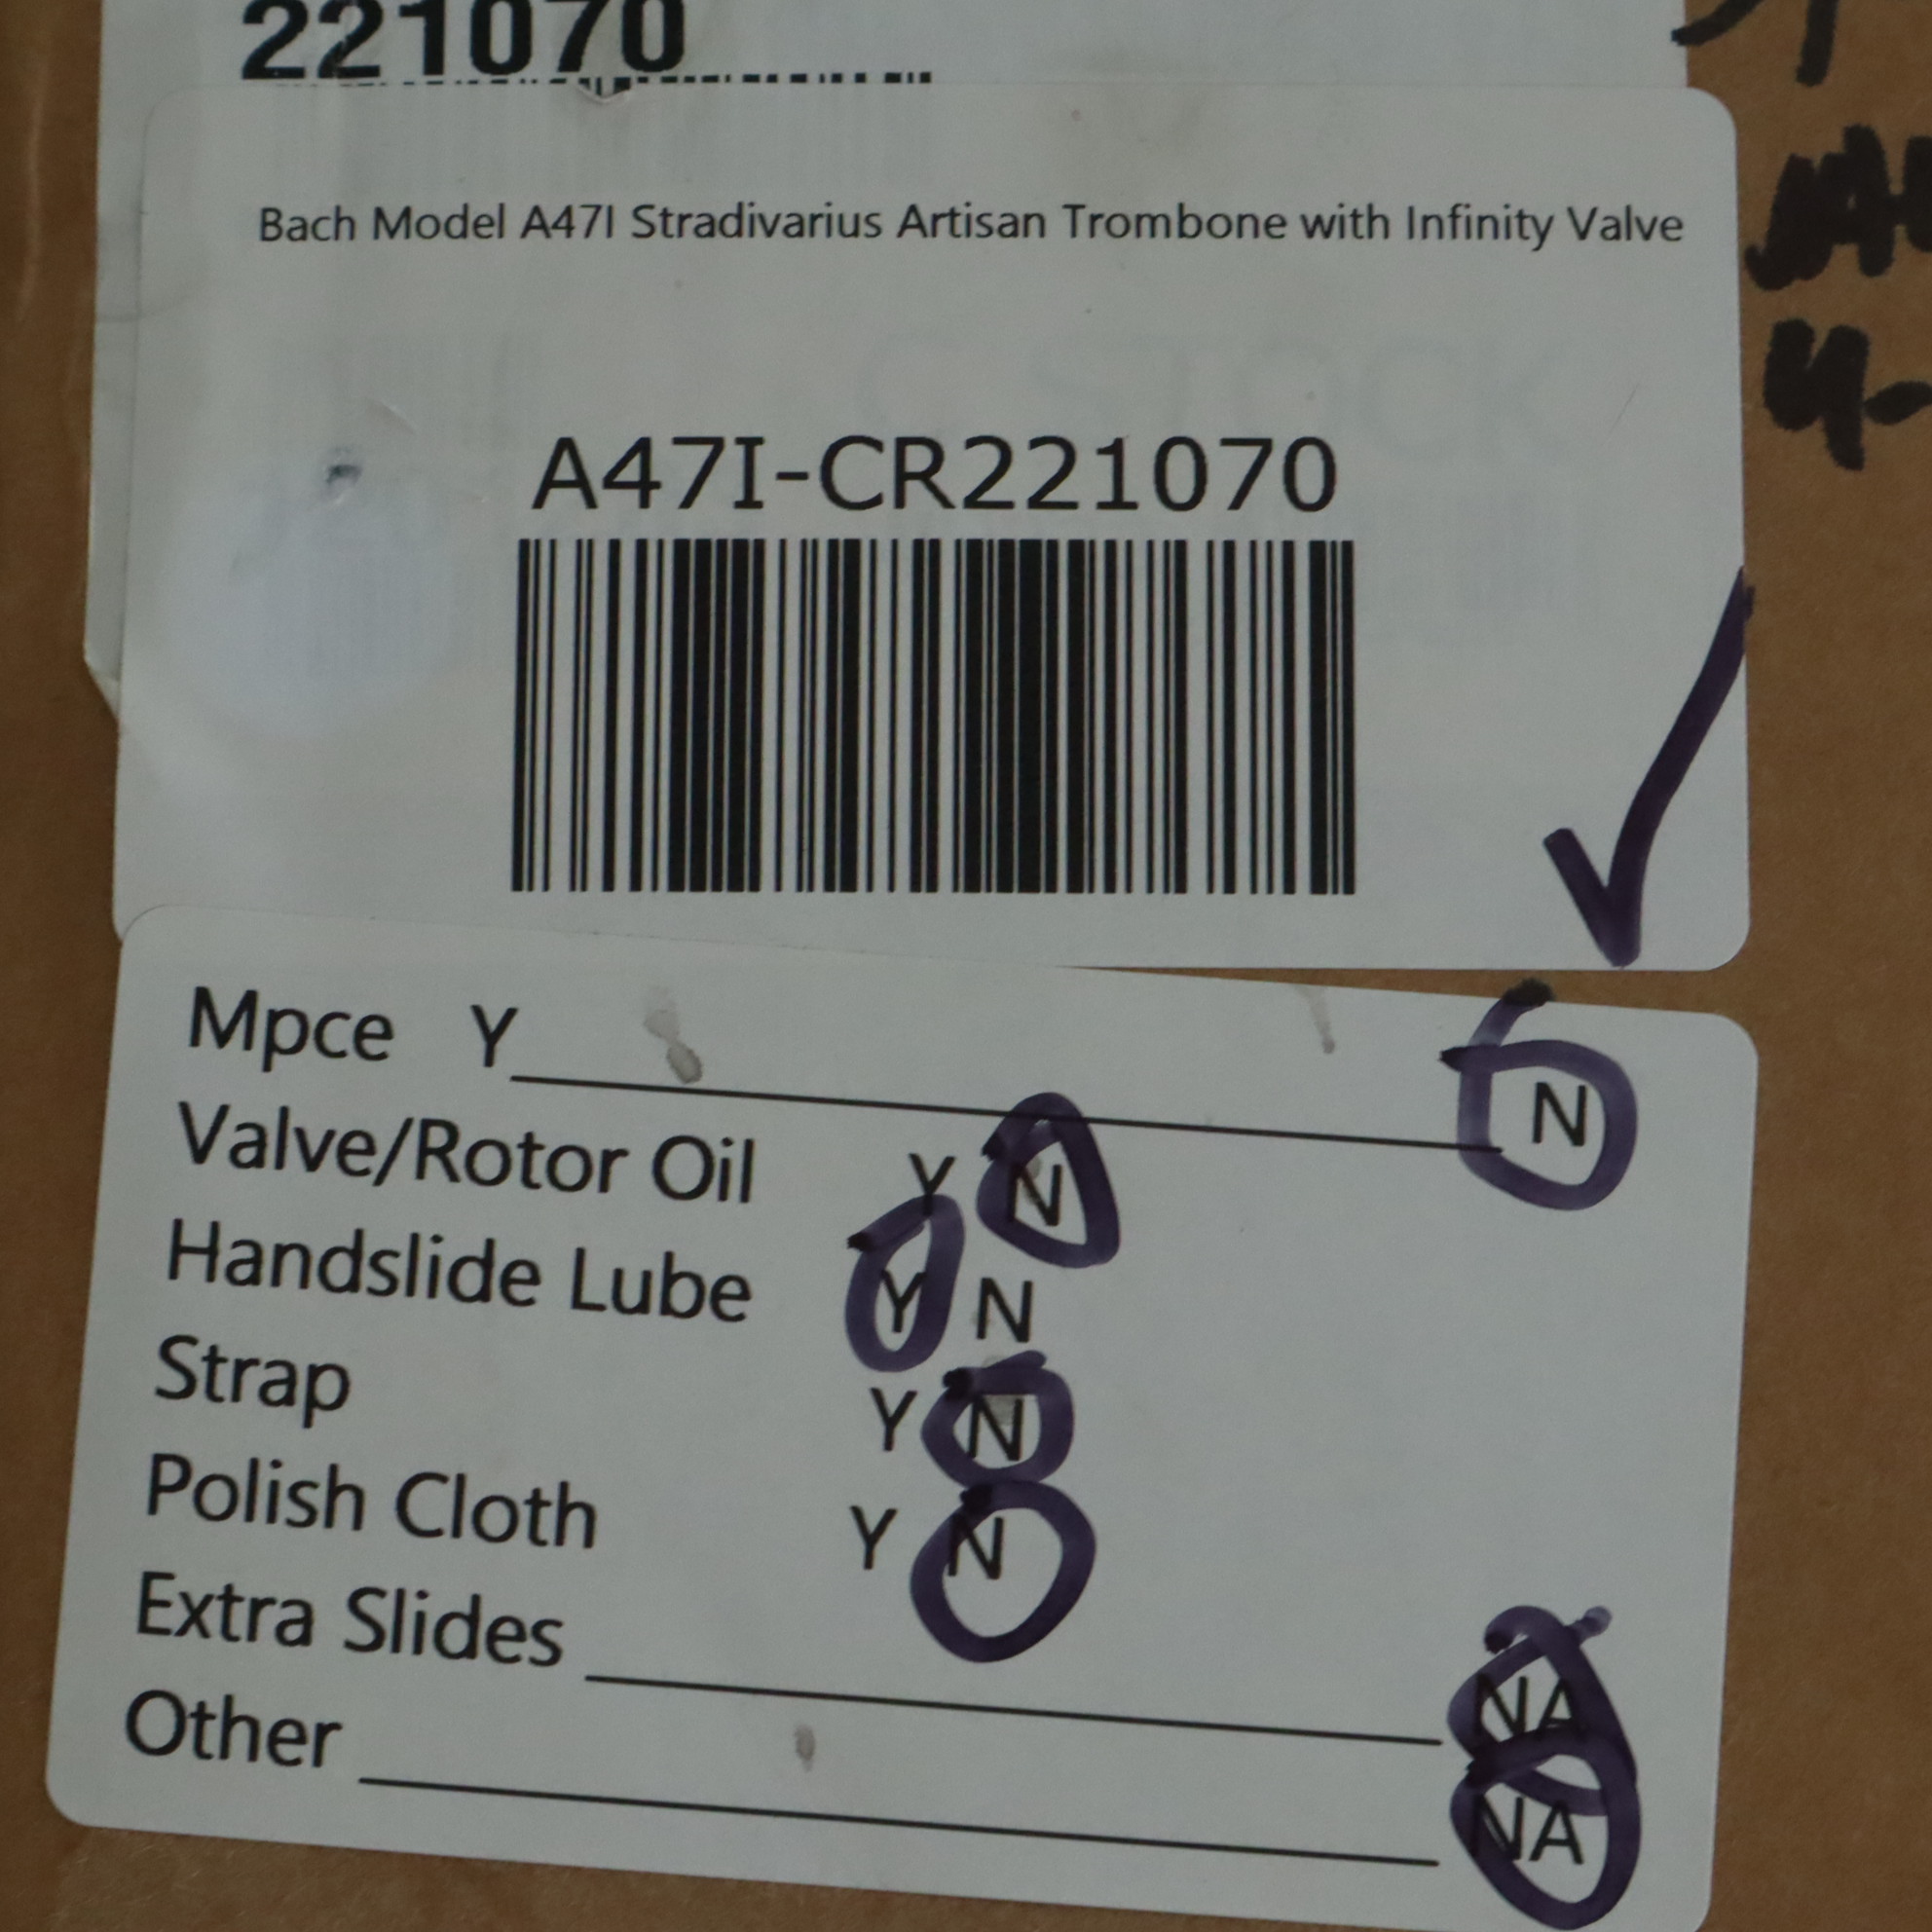 221070
Bach Model A47I Stradivarius Artisan Trombone with Infinity Valve
A47I-CR221070
Mpce Y N
Valve/Rotor Oil Y N
Handslide Lube Y N
Strap Y N
Polish Cloth Y N
Extra Slides NA
Other NA